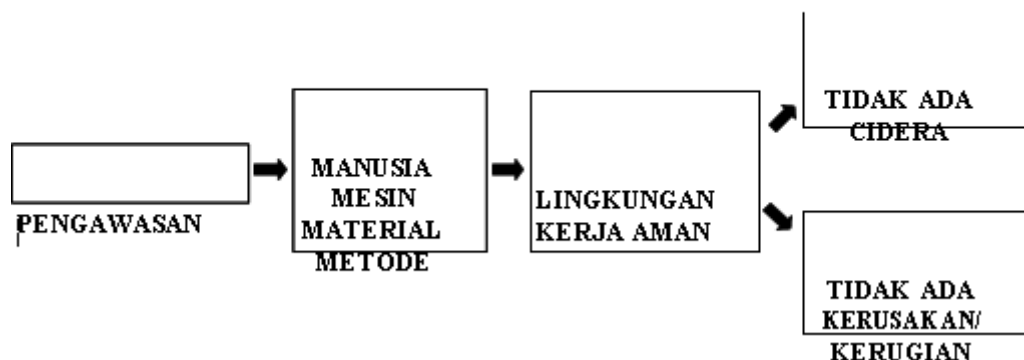 PENGAWASAN
MANUSIA
MESIN
MATERIAL
METODE
LINGKUNGAN
KERJA AMAN
TIDAK ADA
CIDERA
TIDAK ADA
KERUSAKAN/
KERUGIAN